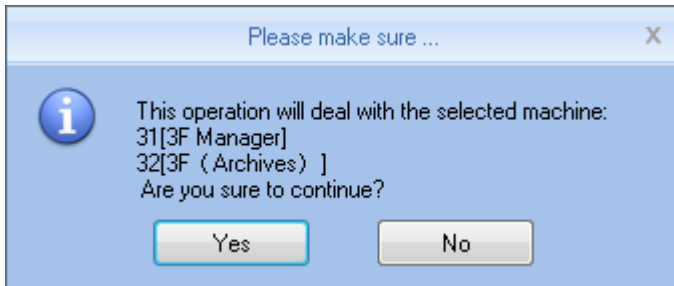 Please make sure ...
X
This operation will deal with the selected machine:
31[3F Manager]
32[3F（Archives）]
Are you sure to continue?
Yes
No